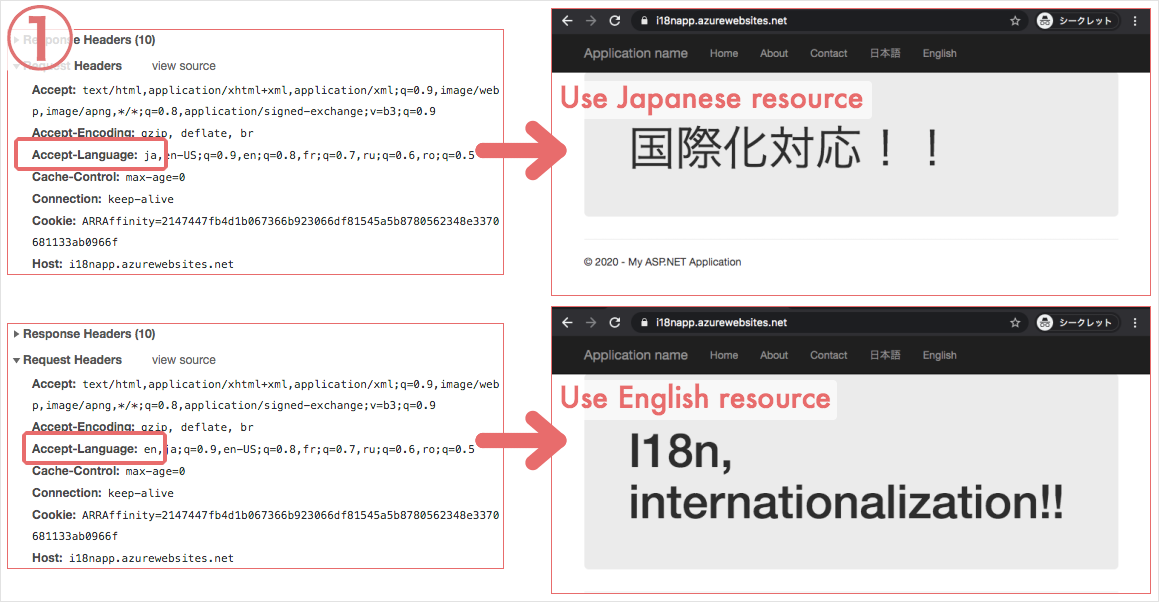 1
Response Headers (10)
Request Headers view source
Accept: text/html,application/xhtml+xml,application/xml;q=0.9,image/web
p,image/apng,*/*;q=0.8,application/signed-exchange;v=b3;q=0.9
Accept-Encoding: gzip, deflate, br
Accept-Language: ja,en-US;q=0.9,en;q=0.8,fr;q=0.7,ru;q=0.6,ro;q=0.5
Cache-Control: max-age=0
Connection: keep-alive
Cookie: ARRAffinity=2147447fb4d1b067366b923066df81545a5b8780562348e3370
681133ab0966f
Host: i18napp.azurewebsites.net
i18napp.azurewebsites.net シークレット
Application name Home About Contact 日本語 English
Use Japanese resource
国際化対応！！
© 2020 - My ASP.NET Application
Response Headers (10)
Request Headers view source
Accept: text/html,application/xhtml+xml,application/xml;q=0.9,image/web
p,image/apng,*/*;q=0.8,application/signed-exchange;v=b3;q=0.9
Accept-Encoding: gzip, deflate, br
Accept-Language: en,ja;q=0.9,en-US;q=0.8,fr;q=0.7,ru;q=0.6,ro;q=0.5
Cache-Control: max-age=0
Connection: keep-alive
Cookie: ARRAffinity=2147447fb4d1b067366b923066df81545a5b8780562348e3370
681133ab0966f
Host: i18napp.azurewebsites.net
i18napp.azurewebsites.net シークレット
Application name Home About Contact 日本語 English
Use English resource
I18n,
internationalization!!